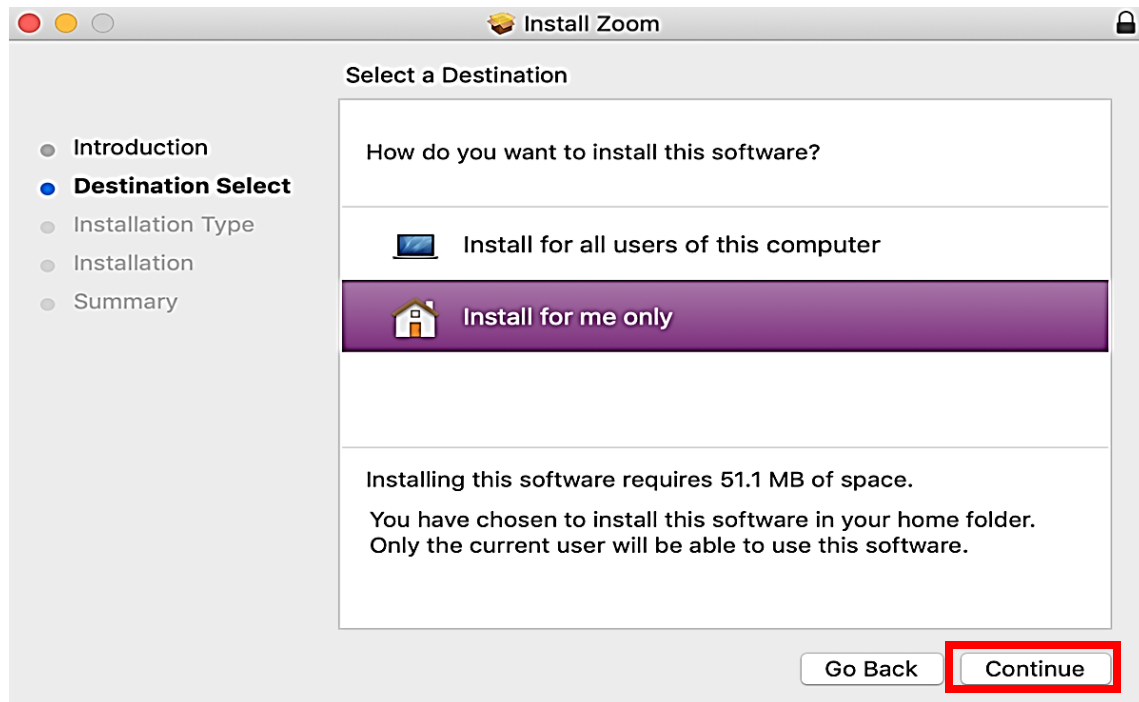 Install Zoom
Select a Destination
Introduction
Destination Select
Installation Type
Installation
Summary
How do you want to install this software?
Install for all users of this computer
Install for me only
Installing this software requires 51.1 MB of space.
You have chosen to install this software in your home folder.
Only the current user will be able to use this software.
Go Back
Continue